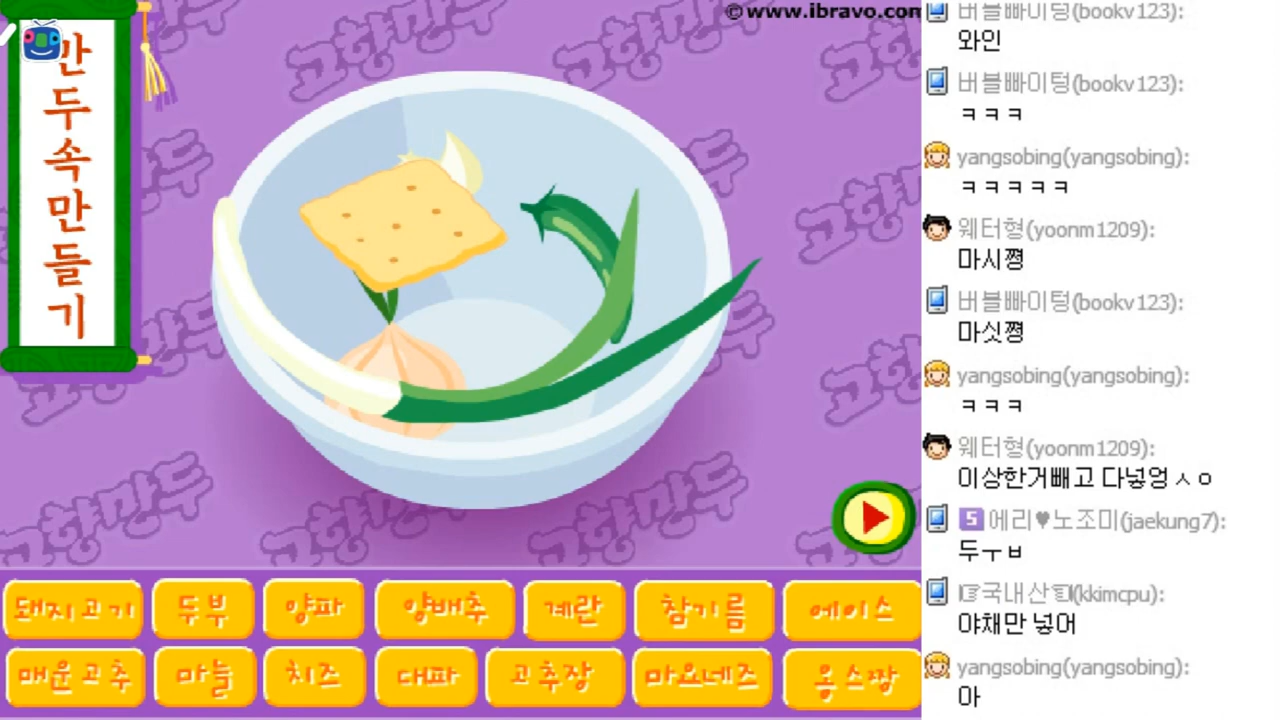 ©www.ibravo.com
만두속만들기
고향만두
돼지고기
두부
양파
양배추
계란
참기름
에이스
매운고추
마늘
치즈
대파
고추장
마요네즈
용스짱
버블빠이텅(bookv123):
와인
버블빠이텅(bookv123):
ㅋㅋㅋ
yangsobing(yangsobing):
ㅋㅋㅋㅋㅋ
웨터형(yoonm1209):
마시쪙
버블빠이텅(bookv123):
마싯쪙
yangsobing(yangsobing):
ㅋㅋㅋ
웨터형(yoonm1209):
이상한거빼고 다넣엉ㅅㅇ
S에리♥노조미(jaekung7):
두ㅜㅂ
☞국내산☜(kkimcpu):
야채만 넣어
yangsobing(yangsobing):
아